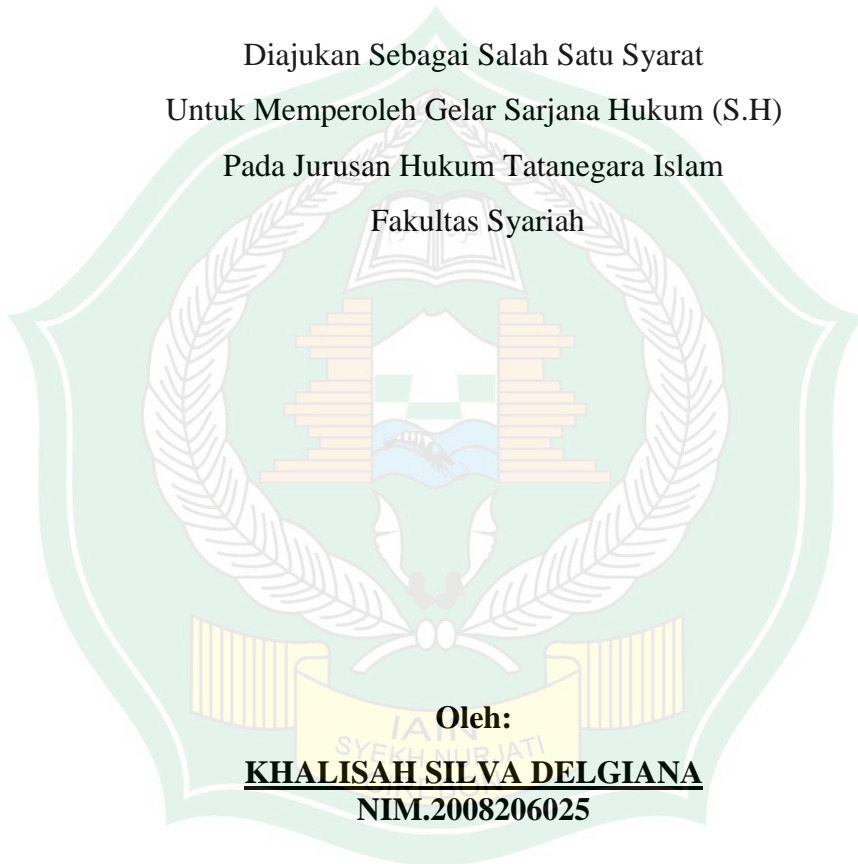 Diajukan Sebagai Salah Satu Syarat
Untuk Memperoleh Gelar Sarjana Hukum (S.H)
Pada Jurusan Hukum Tatanegara Islam
Fakultas Syariah
Oleh:
IAIN
SYEKH NURJATI
CIREBON
KHALISAH SILVA DELGIANA
NIM.2008206025